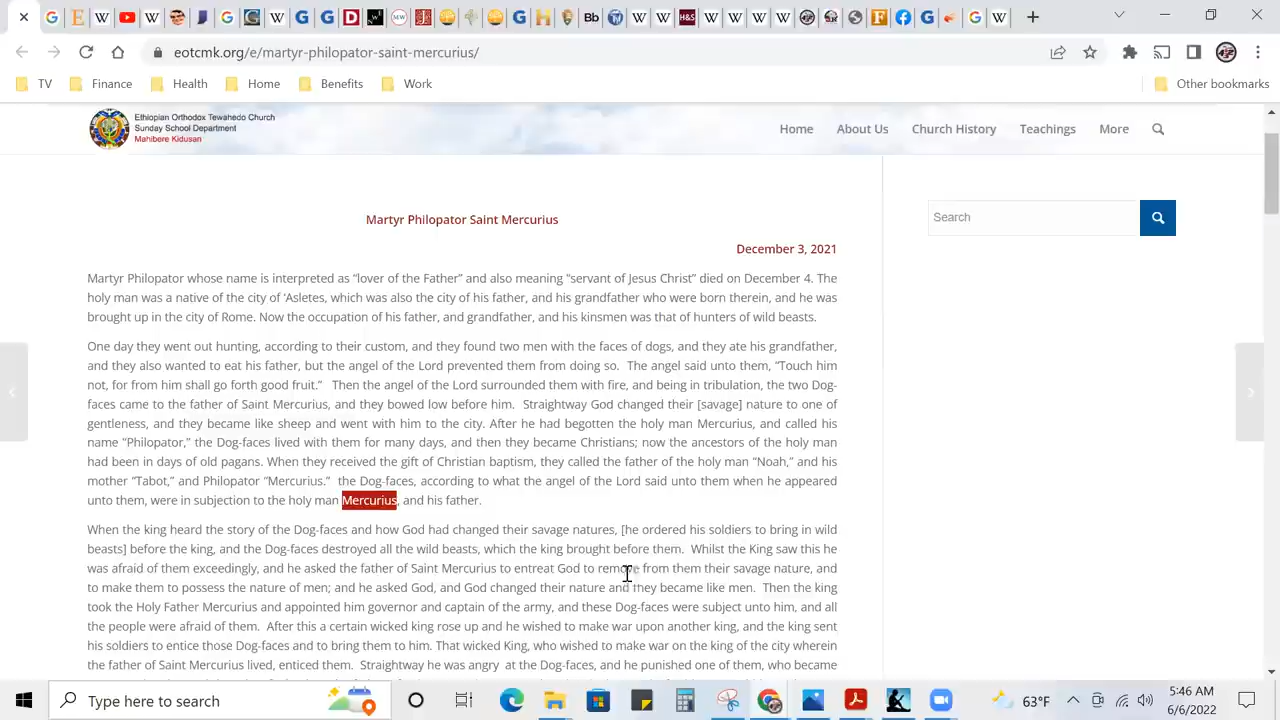 eotcmk.org/e/martyr-philopator-saint-mercurius/
TV Finance Health Home Benefits Work Other bookmarks
Ethiopian Orthodox Tewahedo Church
Sunday School Department
Mahibere Kidusan
Home About Us Church History Teachings More
Martyr Philopator Saint Mercurius
Search
December 3, 2021
Martyr Philopator whose name is interpreted as “lover of the Father” and also meaning “servant of Jesus Christ” died on December 4. The
holy man was a native of the city of ‘Asletes, which was also the city of his father, and his grandfather who were born therein, and he was
brought up in the city of Rome. Now the occupation of his father, and grandfather, and his kinsmen was that of hunters of wild beasts.
One day they went out hunting, according to their custom, and they found two men with the faces of dogs, and they ate his grandfather,
and they also wanted to eat his father, but the angel of the Lord prevented them from doing so. The angel said unto them, “Touch him
not, for from him shall go forth good fruit.” Then the angel of the Lord surrounded them with fire, and being in tribulation, the two Dog-
faces came to the father of Saint Mercurius, and they bowed low before him. Straightway God changed their [savage] nature to one of
gentleness, and they became like sheep and went with him to the city. After he had begotten the holy man Mercurius, and called his
name “Philopator,” the Dog-faces lived with them for many days, and then they became Christians; now the ancestors of the holy man
had been in days of old pagans. When they received the gift of Christian baptism, they called the father of the holy man “Noah,” and his
mother “Tabot,” and Philopator “Mercurius.” the Dog-faces, according to what the angel of the Lord said unto them when he appeared
unto them, were in subjection to the holy man Mercurius, and his father.
When the king heard the story of the Dog-faces and how God had changed their savage natures, [he ordered his soldiers to bring in wild
beasts] before the king, and the Dog-faces destroyed all the wild beasts, which the king brought before them. Whilst the King saw this he
was afraid of them exceedingly, and he asked the father of Saint Mercurius to entreat God to remove from them their savage nature, and
to make them to possess the nature of men; and he asked God, and God changed their nature and they became like men. Then the king
took the Holy Father Mercurius and appointed him governor and captain of the army, and these Dog-faces were subject unto him, and all
the people were afraid of them. After this a certain wicked king rose up and he wished to make war upon another king, and the king sent
his soldiers to entice those Dog-faces and to bring them to him. That wicked King, who wished to make war on the king of the city wherein
the father of Saint Mercurius lived, enticed them. Straightway he was angry at the Dog-faces, and he punished one of them, who became
Type here to search
63°F
5:46 AM
6/6/2022